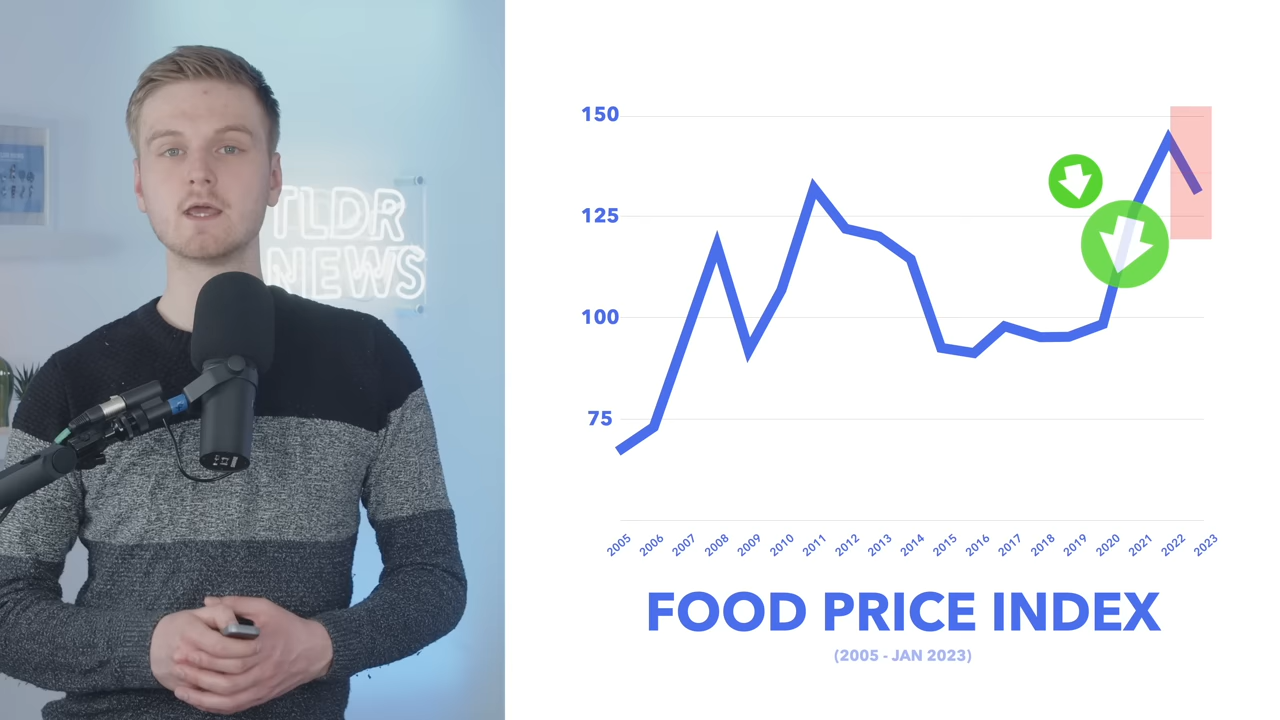 TLDR
NEWS
150
125
100
75
2005 2006 2007 2008 2009 2010 2011 2012 2013 2014 2015 2016 2017 2018 2019 2020 2021 2022 2023
FOOD PRICE INDEX
(2005 - JAN 2023)